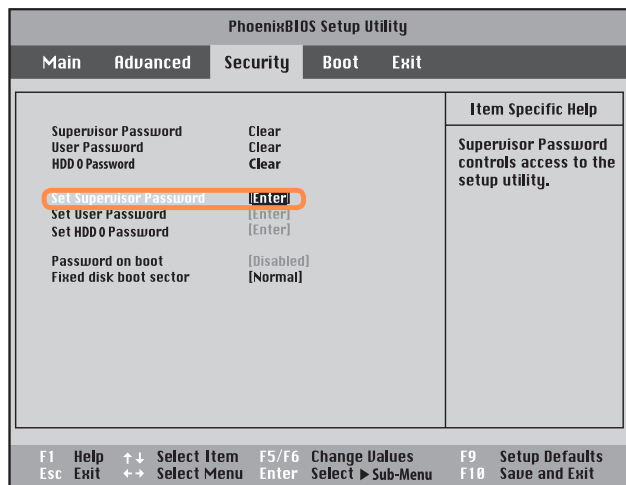 PhoenixBIOS Setup Utility
Main Advanced Security Boot Exit
Item Specific Help
Supervisor Password Clear
User Password Clear
HDD 0 Password Clear
Set Supervisor Password [Enter]
Set User Password [Enter]
Set HDD 0 Password [Enter]
Password on boot [Disabled]
Fixed disk boot sector [Normal]
Supervisor Password
controls access to the
setup utility.
F1 Help ↑↓ Select Item F5/F6 Change Values F9 Setup Defaults
Esc Exit ←→ Select Menu Enter Select ▶ Sub-Menu F10 Save and Exit